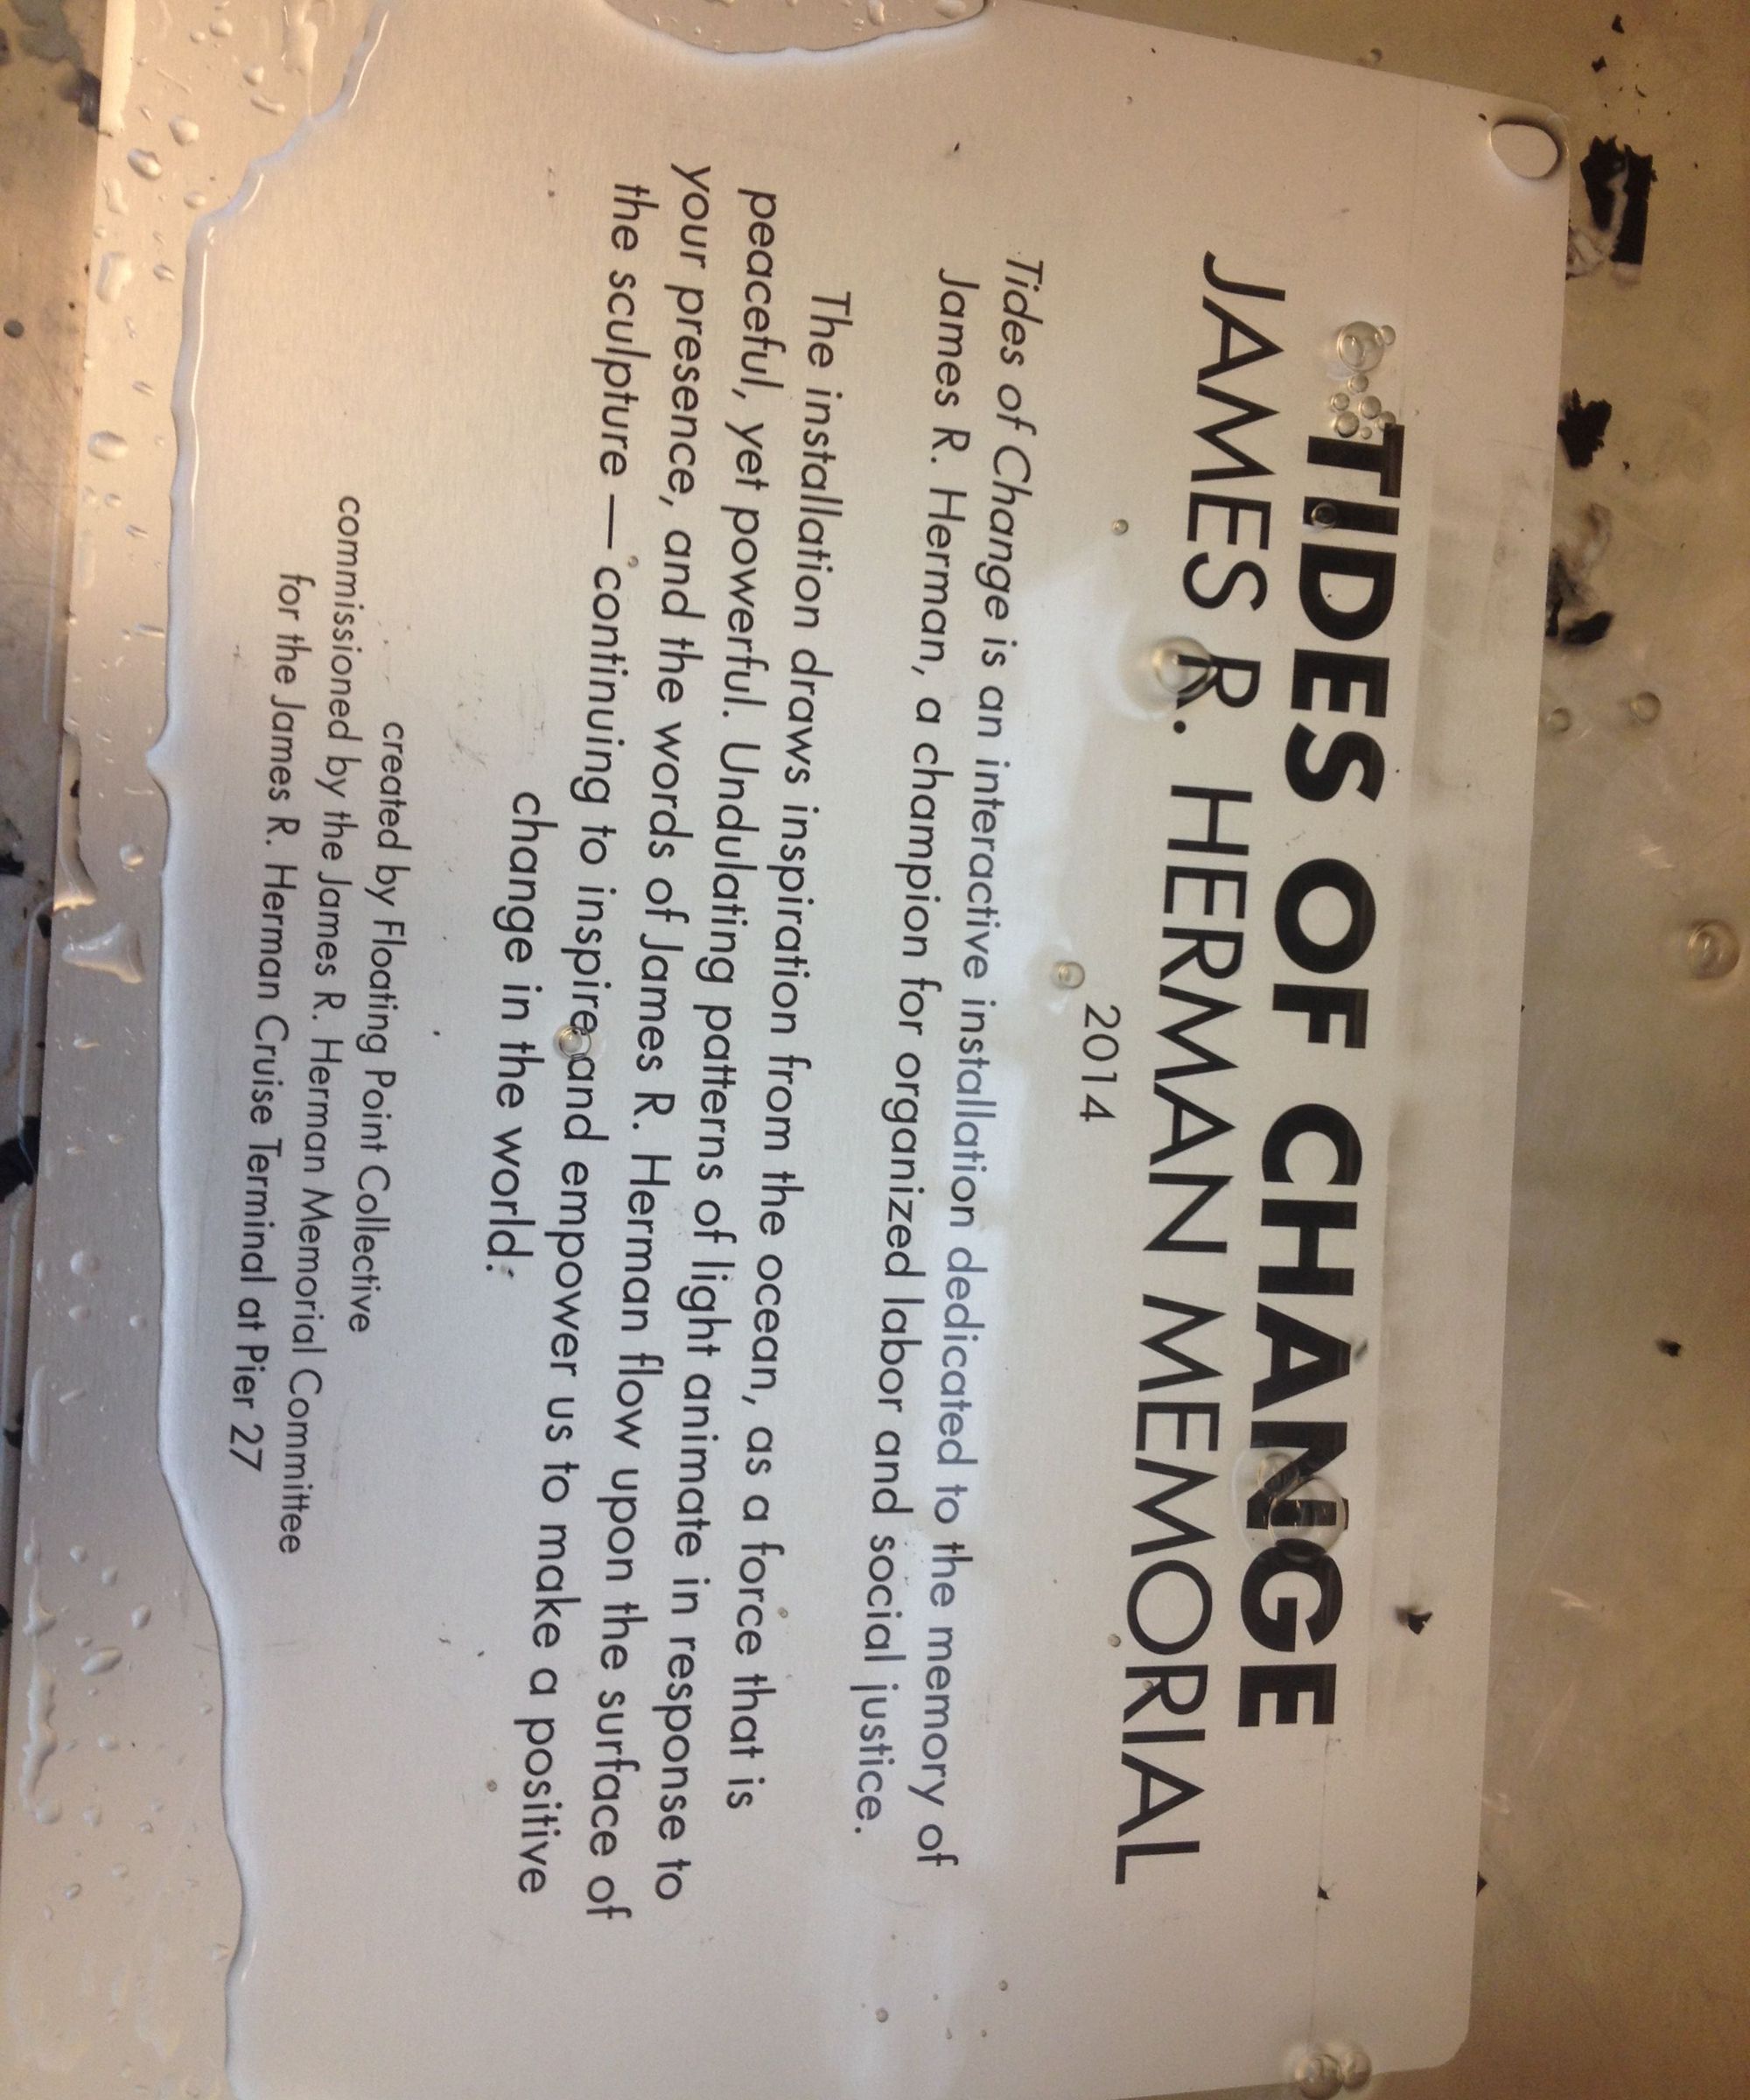 TIDES OF CHANGE
JAMES R. HERMAN MEMORIAL
2014
Tides of Change is an interactive installation dedicated to the memory of
James R. Herman, a champion for organized labor and social justice.
The installation draws inspiration from the ocean, as a force that is
peaceful, yet powerful. Undulating patterns of light animate in response to
your presence, and the words of James R. Herman flow upon the surface of
the sculpture — continuing to inspire and empower us to make a positive
change in the world.
created by Floating Point Collective
commissioned by the James R. Herman Memorial Committee
for the James R. Herman Cruise Terminal at Pier 27